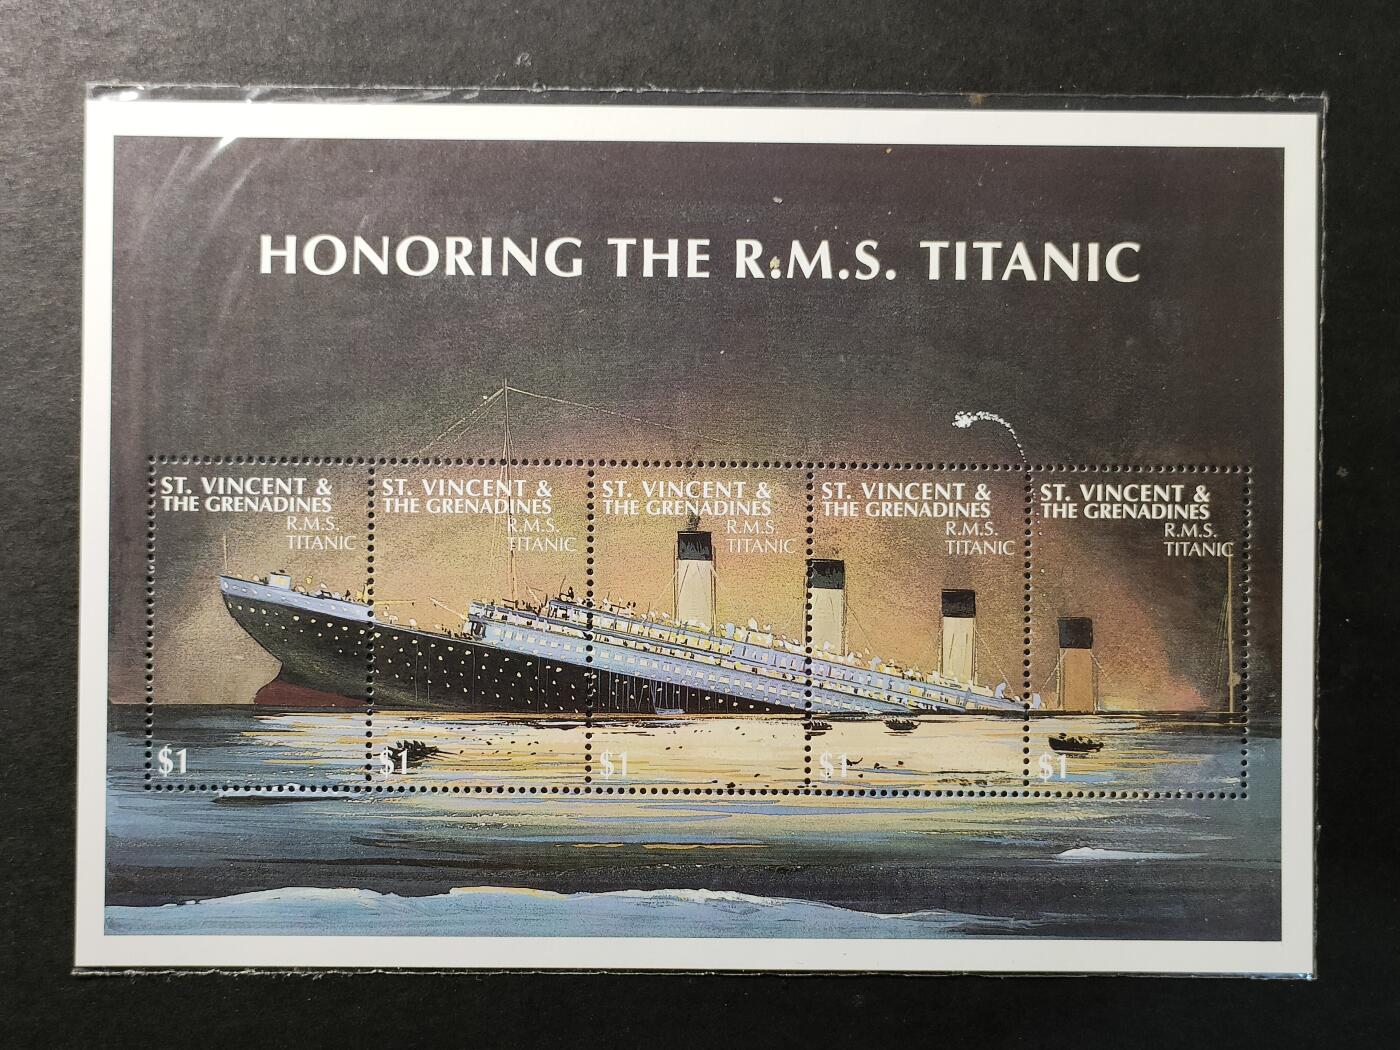 HONORING THE R.M.S. TITANIC
ST. VINCENT &
THE GRENADINES
R.M.S.
TITANIC
$1
ST. VINCENT &
THE GRENADINES
R.M.S.
TITANIC
$1
ST. VINCENT &
THE GRENADINES
R.M.S
TITANIC
$1
ST. VINCENT &
THE GRENADINES
R.M.S.
TITANIC
$1
ST. VINCENT &
THE GRENADINES
R.M.S.
TITANIC
$1